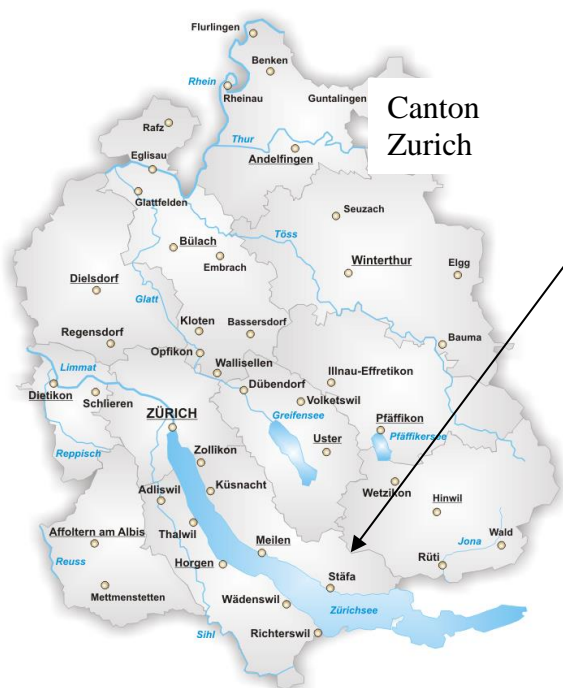 Flurlingen
Benken
Rhein
Rheinau
Guntalingen
Canton
Zurich
Rafz
Thur
Eglisau
Andelfingen
Glattfelden
Seuzach
Töss
Bülach
Embrach
Winterthur
Elgg
Dielsdorf
Glatt
Kloten
Bassersdorf
Regensdorf
Opfikon
Bauma
Limmat
Wallisellen
Illnau-Effretikon
Dietikon
Dübendorf
Schlieren
Volketswil
ZÜRICH
Greifensee
Pfäffikon
Pfäffikersee
Uster
Reppisch
Zollikon
Adliswil
Küsnacht
Wetzikon
Hinwil
Affoltern am Albis
Thalwil
Wald
Meilen
Rüti
Jona
Reuss
Horgen
Stäfa
Mettmenstetten
Wädenswil
Zürichsee
Sihl
Richterswil